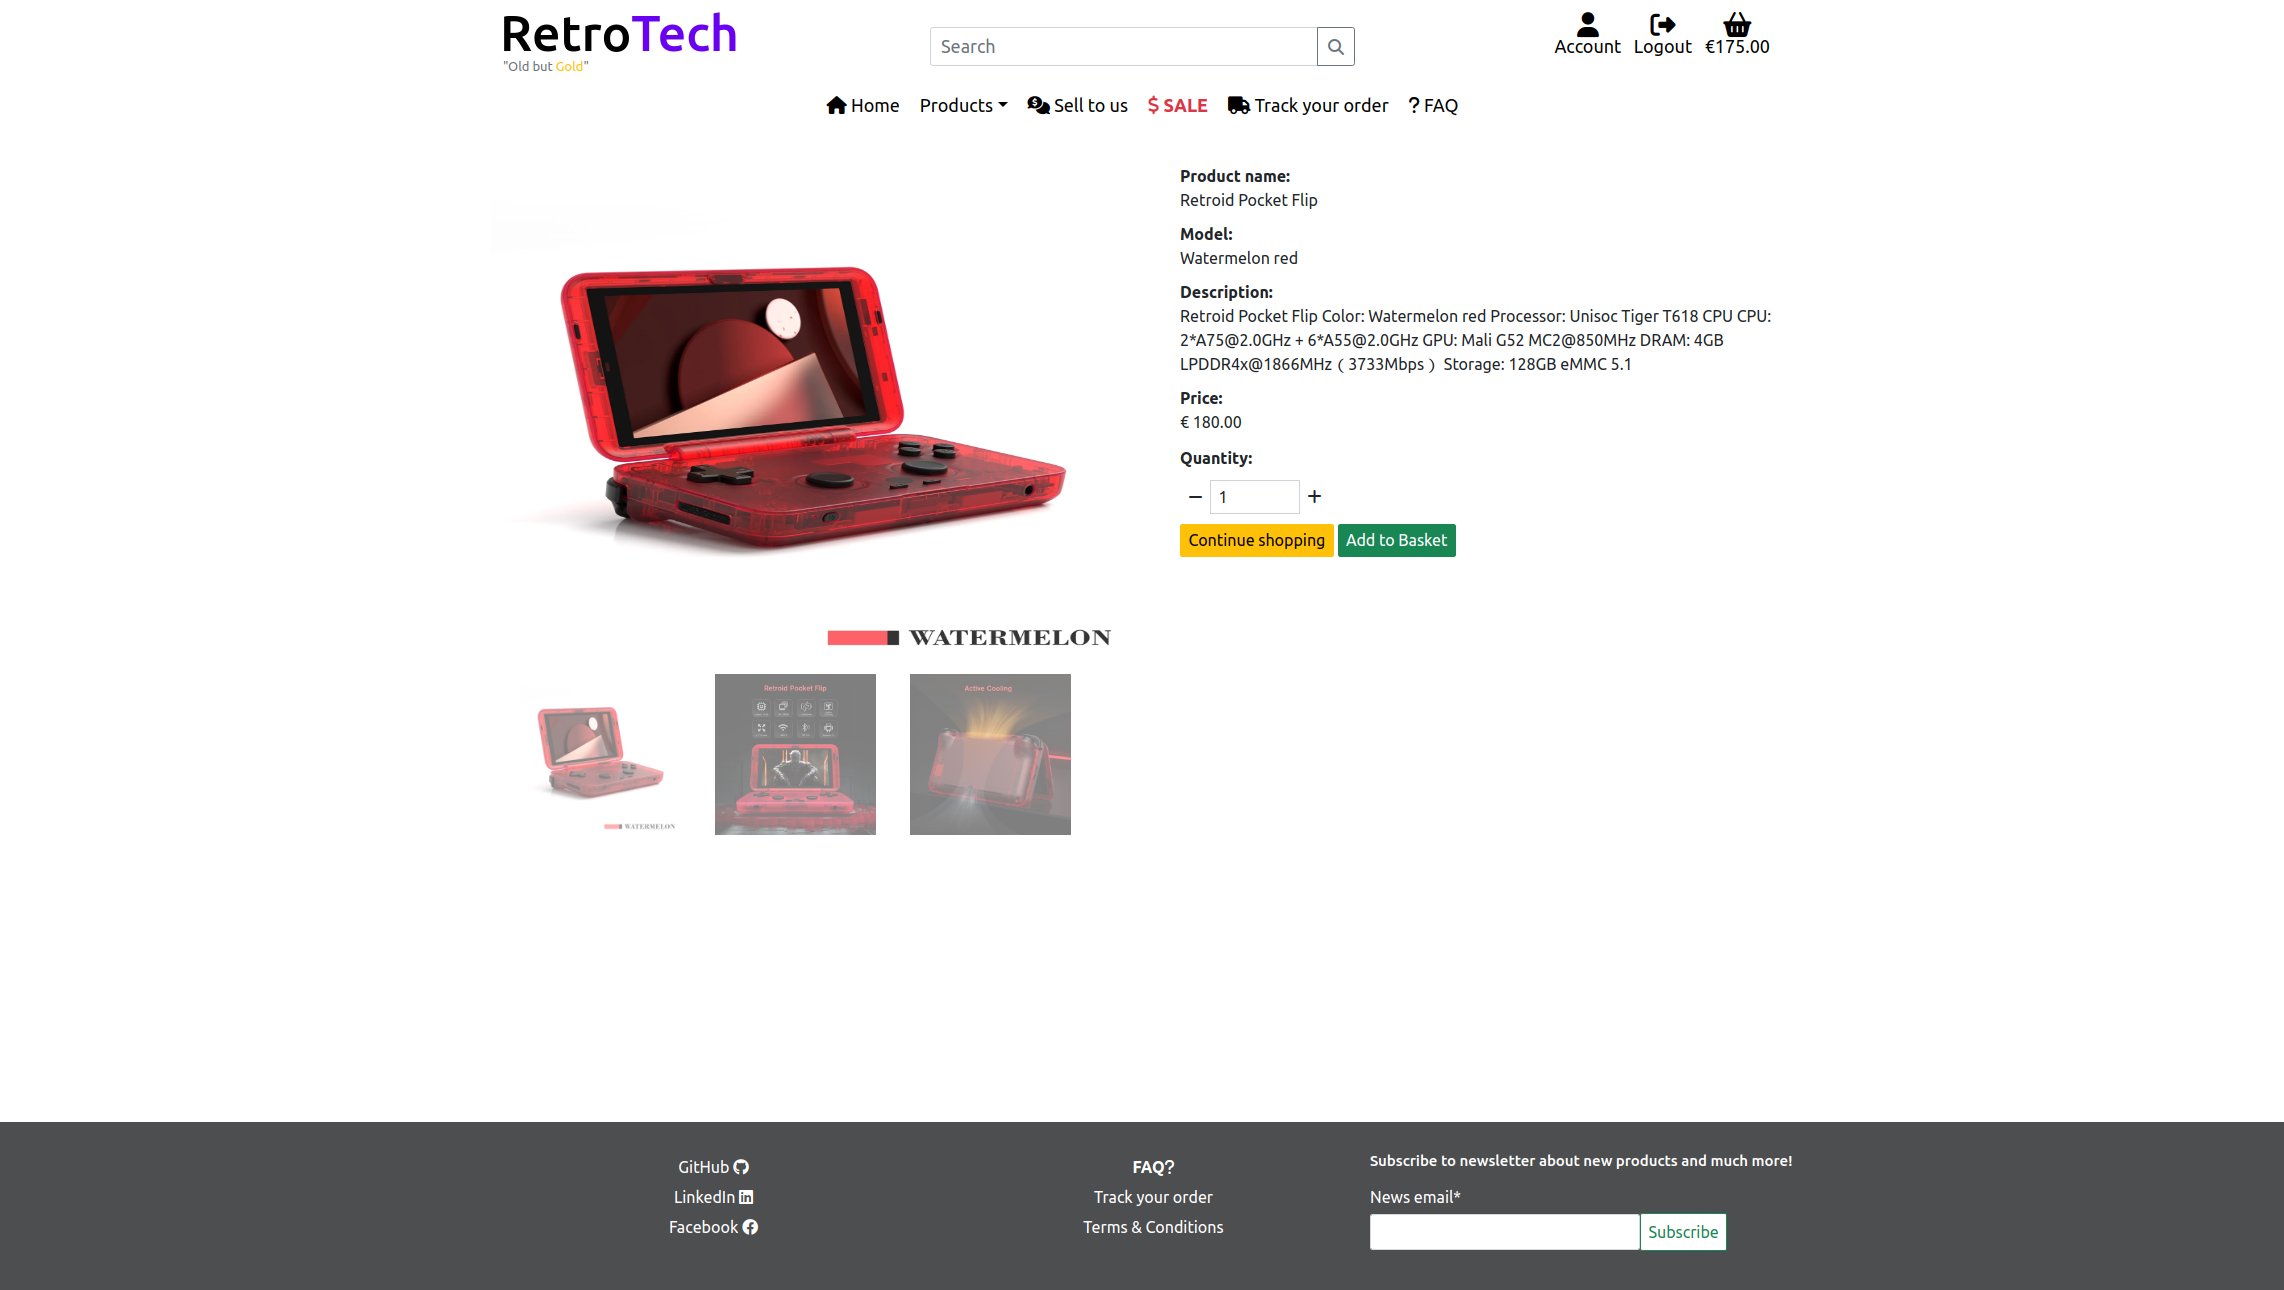 RetroTech
"Old but Gold"
Search
Account
Logout
€175.00
Home
Products
Sell to us
$ SALE
Track your order
? FAQ
Product name:
Retroid Pocket Flip
Model:
Watermelon red
Description:
Retroid Pocket Flip Color: Watermelon red Processor: Unisoc Tiger T618 CPU CPU:
2*A75@2.0GHz + 6*A55@2.0GHz GPU: Mali G52 MC2@850MHz DRAM: 4GB
LPDDR4x@1866MHz（3733Mbps） Storage: 128GB eMMC 5.1
Price:
€ 180.00
Quantity:
− 1 +
Continue shopping
Add to Basket
WATERMELON
WATERMELON
Retroid Pocket Flip
Active Cooling
GitHub
LinkedIn
Facebook
FAQ?
Track your order
Terms & Conditions
Subscribe to newsletter about new products and much more!
News email*
Subscribe